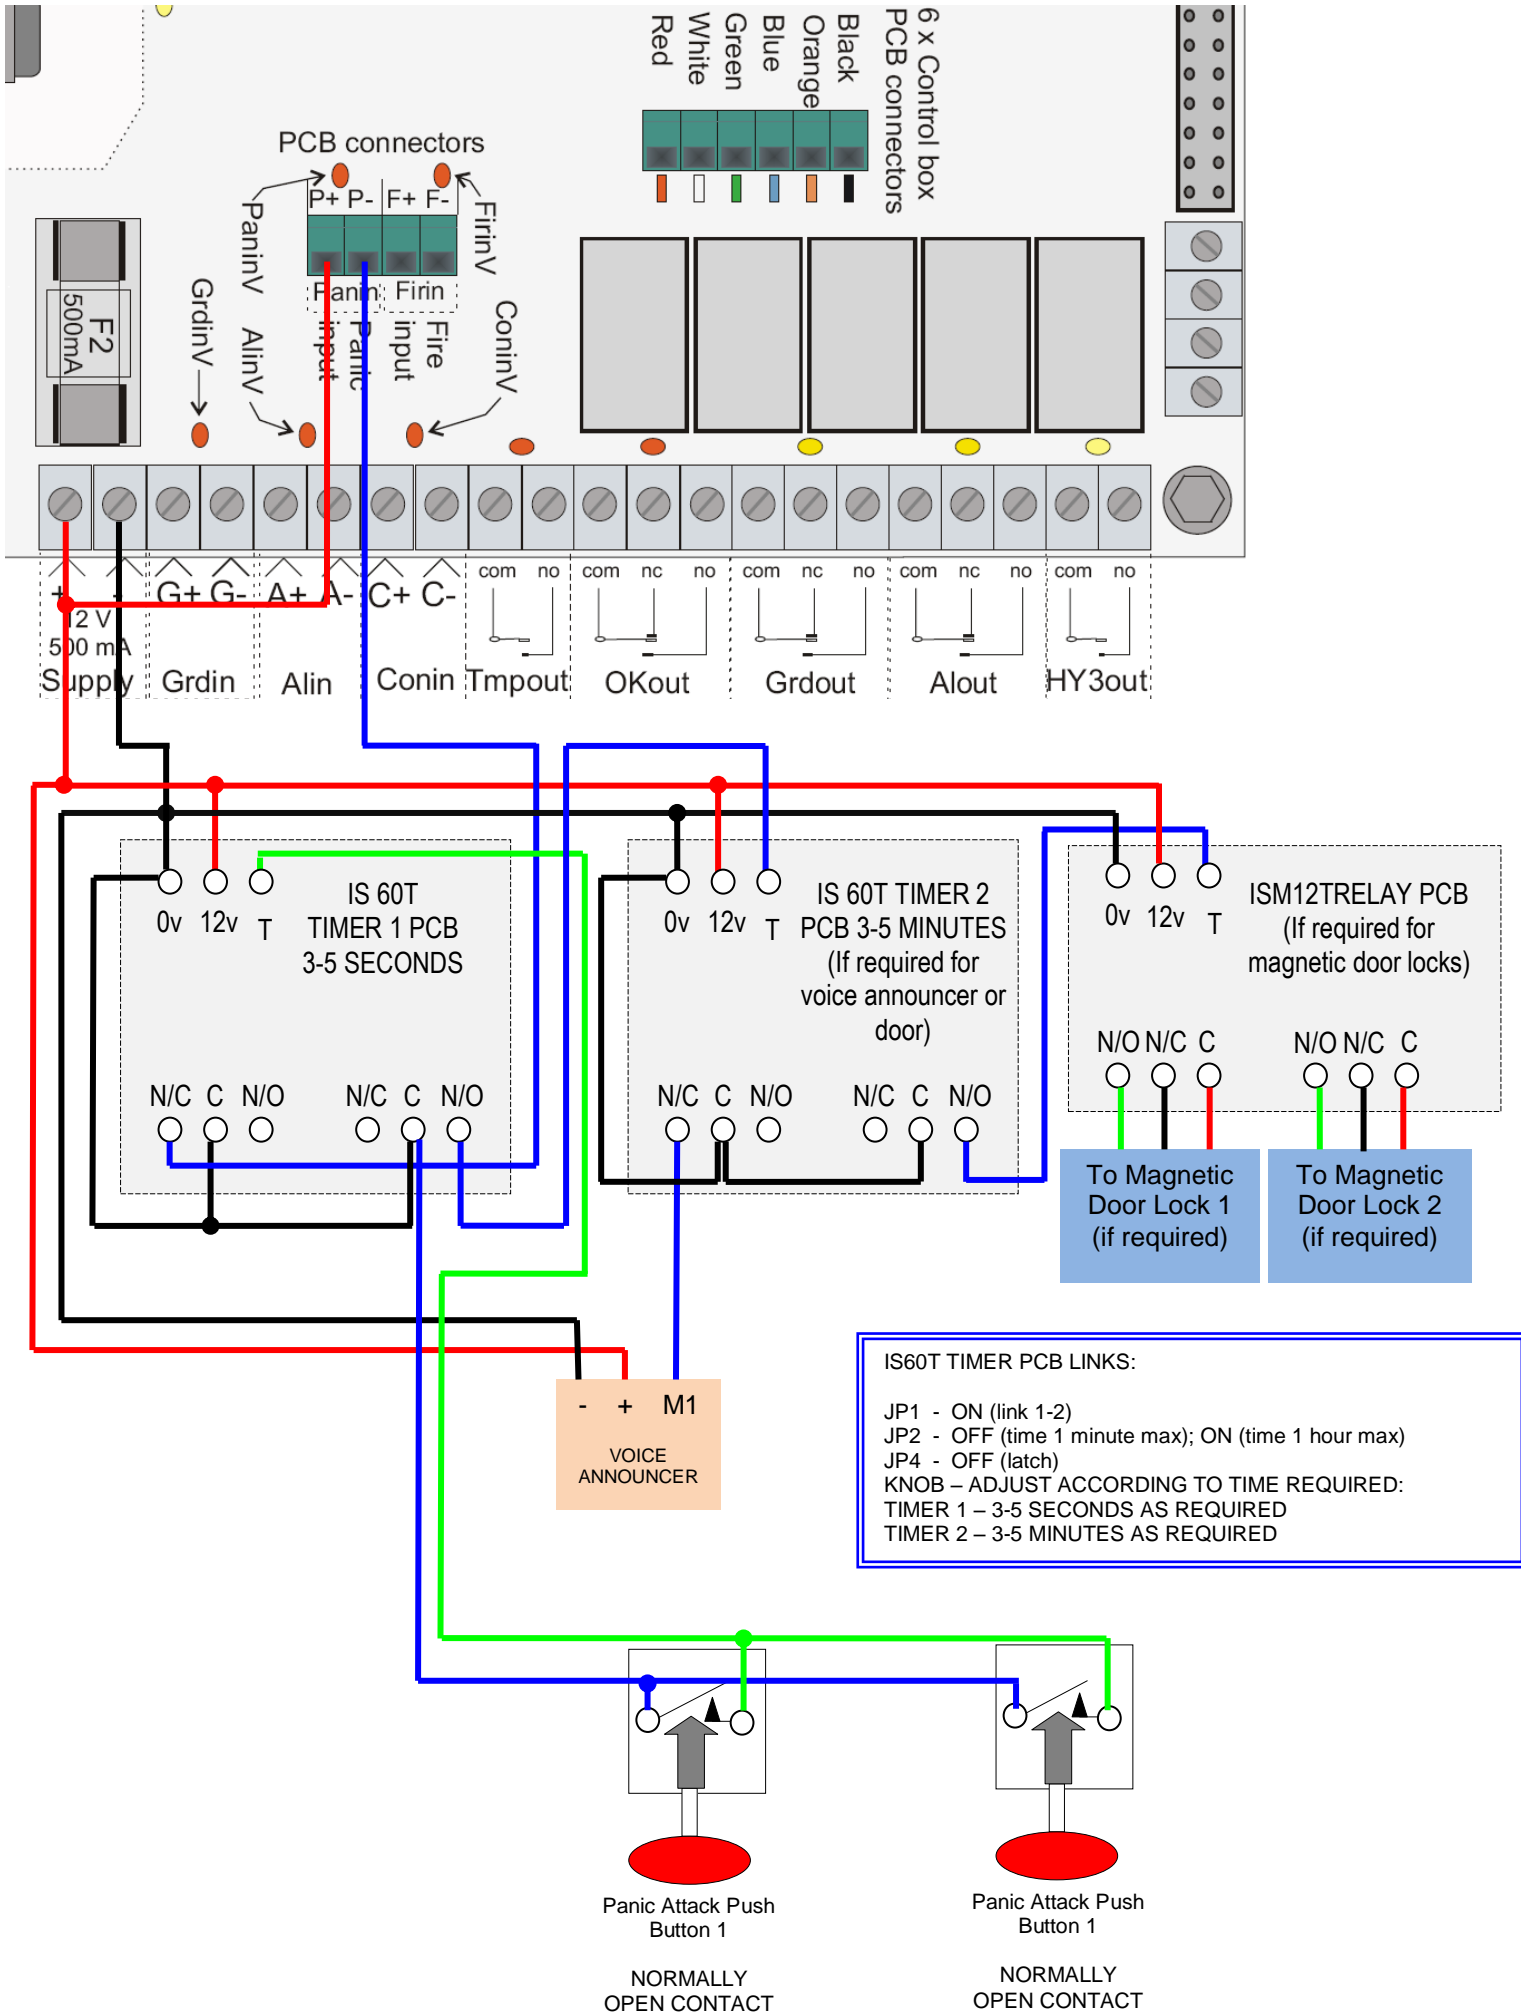 Red
White
Green
Blue
Orange
Black
6 x Control box
PCB connectors
PCB connectors
P+ P- F+ F-
PaninV
FirinV
Panin
Firin
Panic
input
Fire
input
GrdinV
AlinV
ConinV
F2
500mA
+ -
G+ G- A+ A- C+ C-
com no com nc no com nc no com nc no com no
12 V
500 mA
Supply Grdin Alin Conin Tmpout OKout Grdout Alout HY3out
0v 12v T
IS 60T
TIMER 1 PCB
3-5 SECONDS
N/C C N/O N/C C N/O
0v 12v T
IS 60T TIMER 2
PCB 3-5 MINUTES
(If required for
voice announcer or
door)
N/C C N/O N/C C N/O
0v 12v T
ISM12TRELAY PCB
(If required for
magnetic door locks)
N/O N/C C N/O N/C C
To Magnetic
Door Lock 1
(if required)
To Magnetic
Door Lock 2
(if required)
- + M1
VOICE
ANNOUNCER
IS60T TIMER PCB LINKS:
JP1 - ON (link 1-2)
JP2 - OFF (time 1 minute max); ON (time 1 hour max)
JP4 - OFF (latch)
KNOB – ADJUST ACCORDING TO TIME REQUIRED:
TIMER 1 – 3-5 SECONDS AS REQUIRED
TIMER 2 – 3-5 MINUTES AS REQUIRED
Panic Attack Push
Button 1
NORMALLY
OPEN CONTACT
Panic Attack Push
Button 1
NORMALLY
OPEN CONTACT